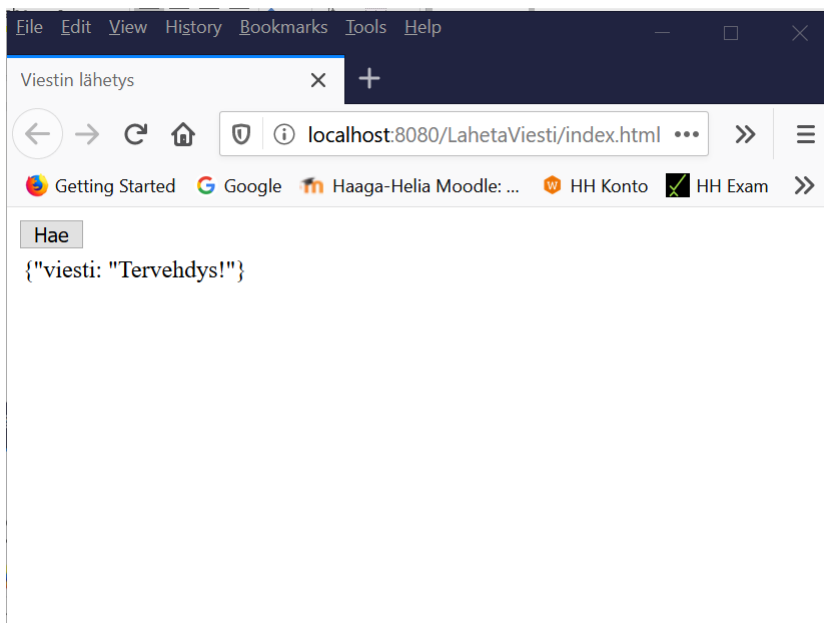 File Edit View History Bookmarks Tools Help
Viestin lähetys
localhost:8080/LahetaViesti/index.html
Getting Started Google Haaga-Helia Moodle: ... HH Konto HH Exam
Hae
{"viesti: "Tervehdys!"}